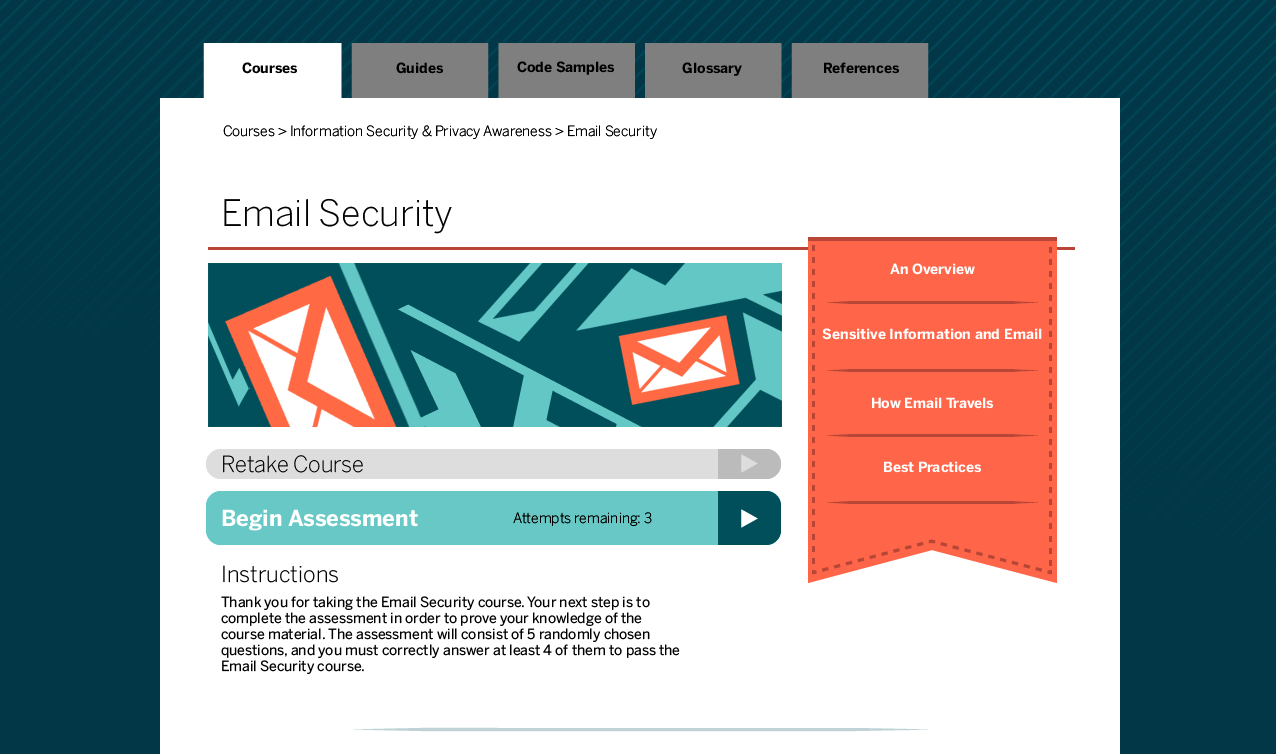 Courses
Guides
Code Samples
Glossary
References
Courses > Information Security & Privacy Awareness > Email Security
Email Security
An Overview
Sensitive Information and Email
How Email Travels
Best Practices
Retake Course
Begin Assessment
Attempts remaining: 3
Instructions
Thank you for taking the Email Security course. Your next step is to
complete the assessment in order to prove your knowledge of the
course material. The assessment will consist of 5 randomly chosen
questions, and you must correctly answer at least 4 of them to pass the
Email Security course.